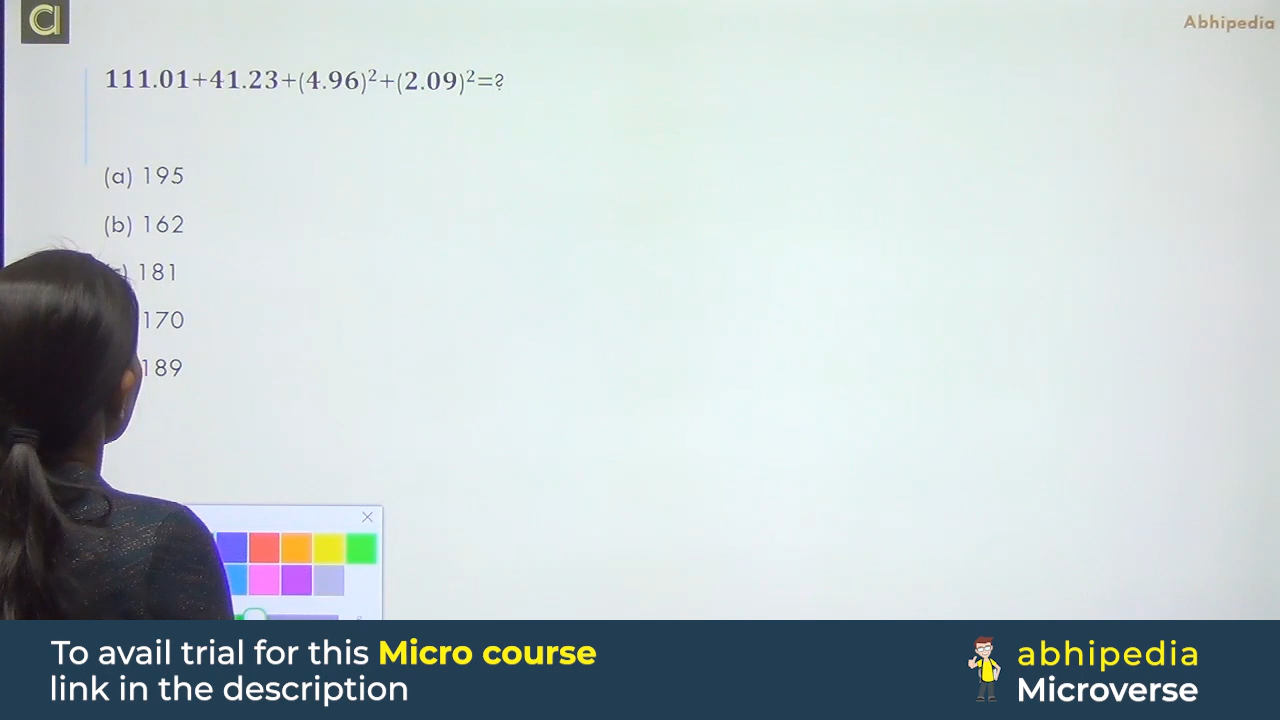 Abhipedia
111.01+41.23+(4.96)²+(2.09)²=?
(a) 195
(b) 162
181
170
189
To avail trial for this Micro course
link in the description
abhipedia
Microverse